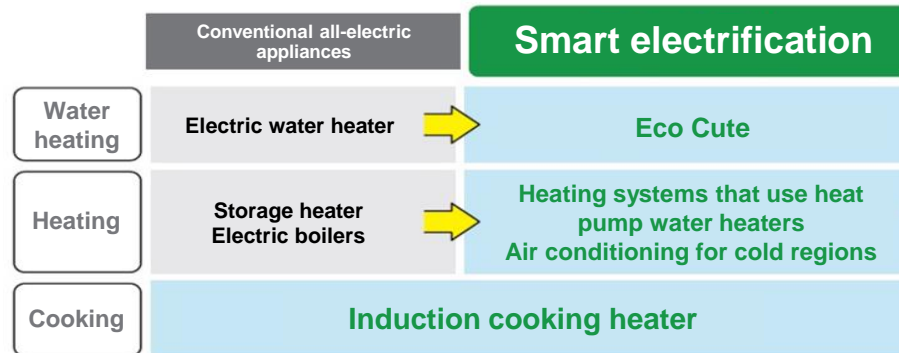 Conventional all-electric
appliances
Smart electrification
Water
heating
Electric water heater
Eco Cute
Heating
Storage heater
Electric boilers
Heating systems that use heat
pump water heaters
Air conditioning for cold regions
Cooking
Induction cooking heater